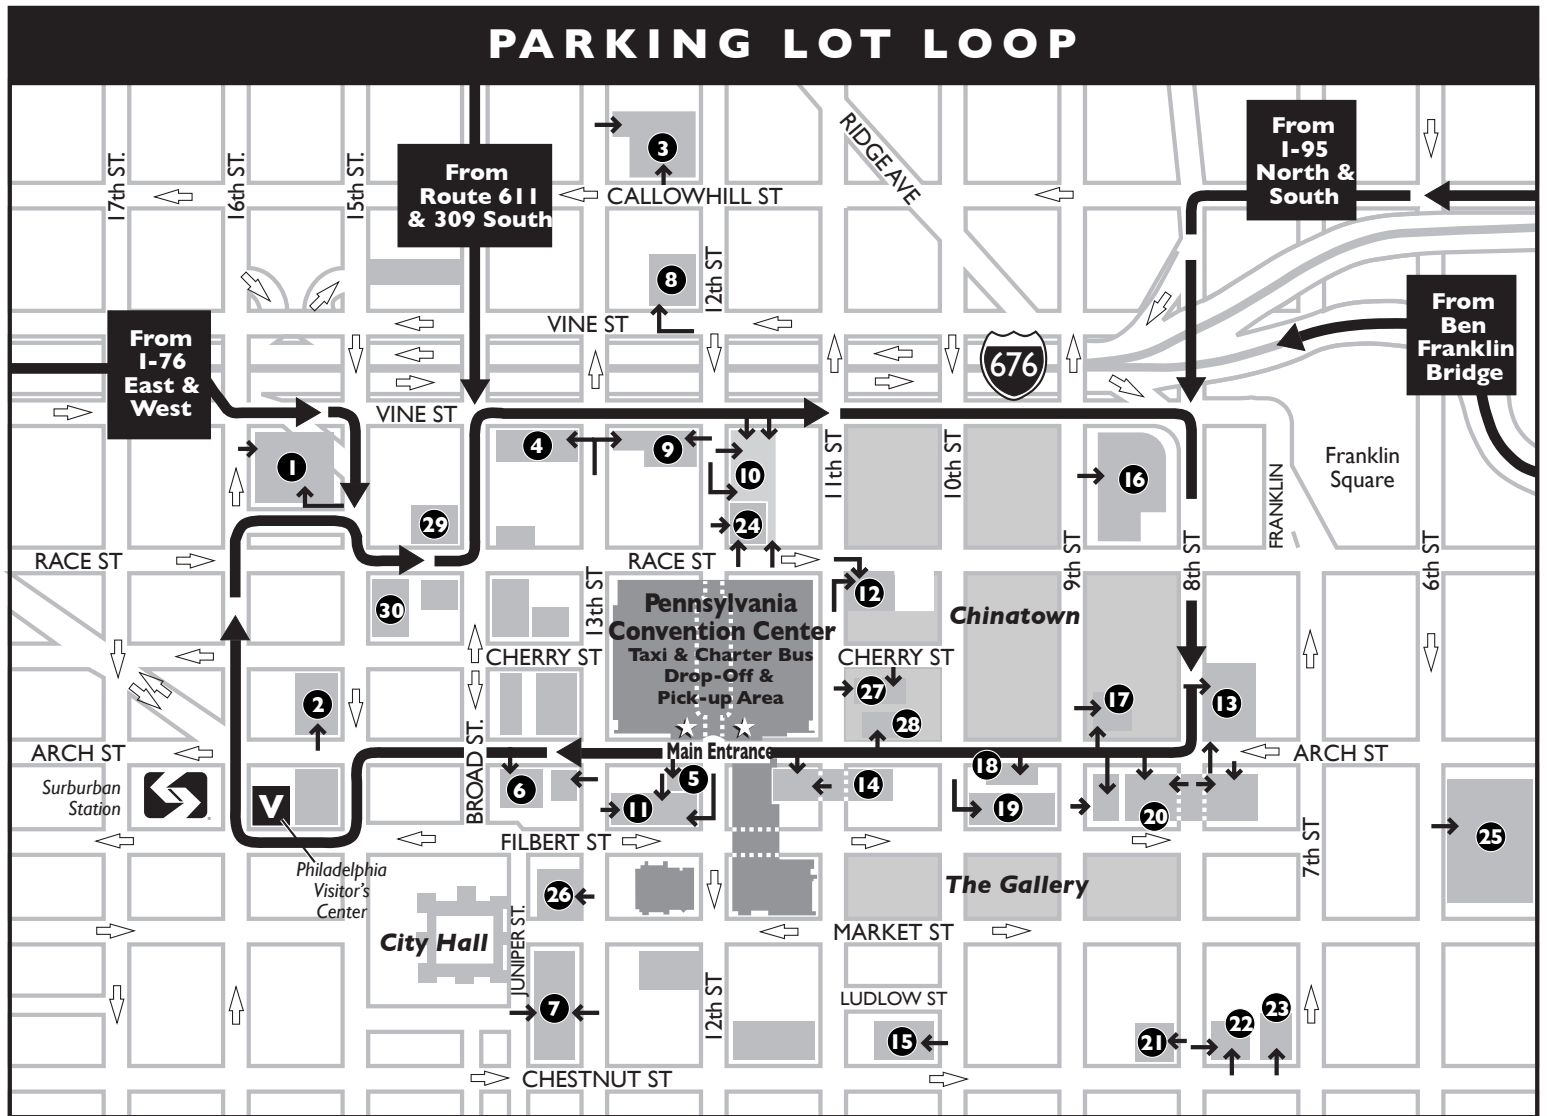 PARKING LOT LOOP
From
I-95
North &
South
From
Route 611
& 309 South
3
CALLOWHILL ST
RIDGE AVE
17th ST.
16th ST.
15th ST.
8
12th ST
VINE ST
From
I-76
East &
West
676
From
Ben
Franklin
Bridge
VINE ST
1
4
9
10
11th ST
10th ST
16
Franklin
Square
FRANKLIN
29
24
RACE ST
RACE ST
9th ST
8th ST
6th ST
30
13th ST
12
Pennsylvania
Convention Center
Taxi & Charter Bus
Drop-Off &
Pick-up Area
Chinatown
CHERRY ST
CHERRY ST
2
27
28
17
13
BROAD ST.
ARCH ST
Main Entrance
ARCH ST
Surburban
Station
V
6
5
11
14
18
19
20
25
7th ST
FILBERT ST
Philadelphia
Visitor's
Center
26
The Gallery
City Hall
JUNIPER ST.
MARKET ST
7
12th ST
LUDLOW ST
15
21
22
23
CHESTNUT ST